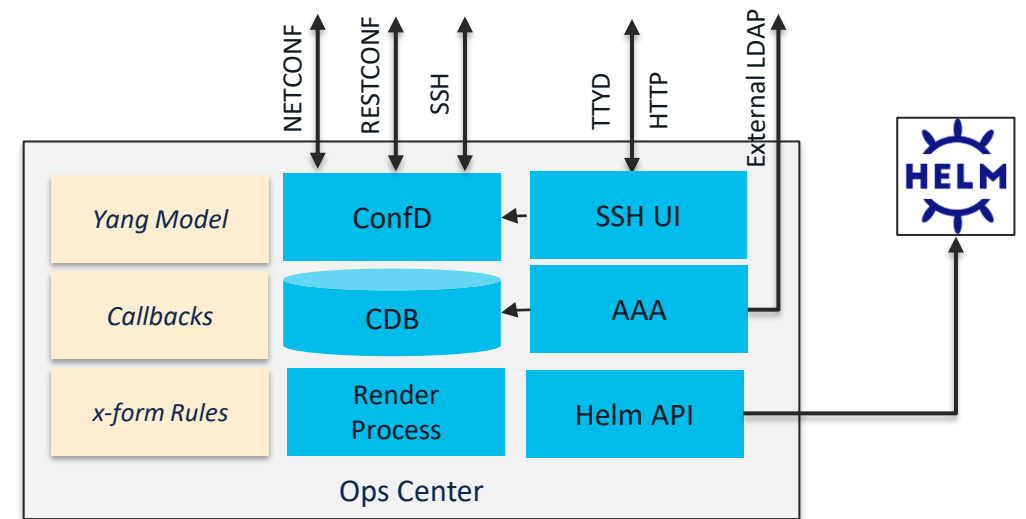 NETCONF
RESTCONF
SSH
TTYD
HTTP
External LDAP
HELM
Yang Model
ConfD
SSH UI
Callbacks
CDB
AAA
x-form Rules
Render
Process
Helm API
Ops Center